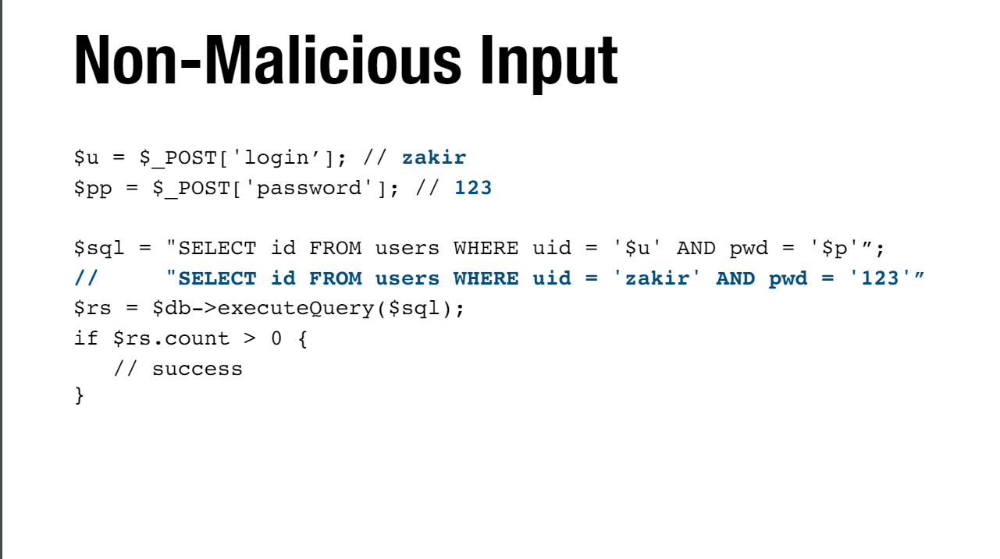 Non-Malicious Input
$u = $_POST['login’]; // zakir
$pp = $_POST['password']; // 123
$sql = "SELECT id FROM users WHERE uid = '$u' AND pwd = '$p'”;
// "SELECT id FROM users WHERE uid = 'zakir' AND pwd = '123'”
$rs = $db->executeQuery($sql);
if $rs.count > 0 {
// success
}